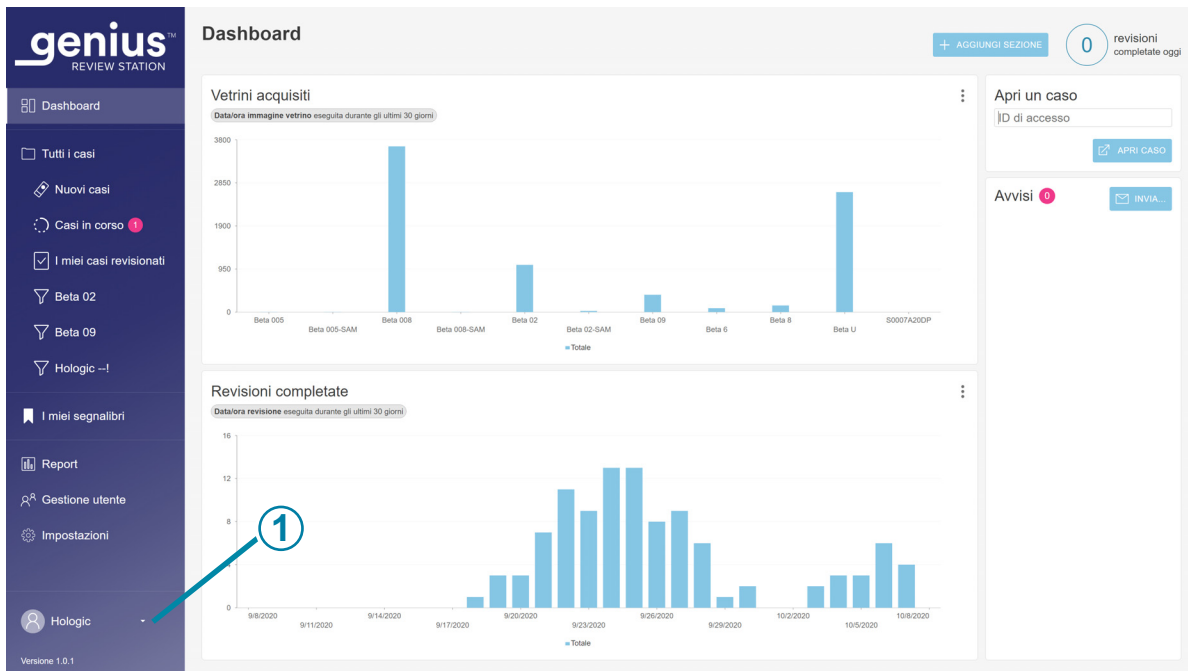 genius™
REVIEW STATION
Dashboard
Tutti i casi
Nuovi casi
Casi in corso 1
I miei casi revisionati
Beta 02
Beta 09
Hologic --!
I miei segnalibri
Report
Gestione utente
Impostazioni
Hologic
Versione 1.0.1
1
Dashboard
+ AGGIUNGI SEZIONE
0
revisioni
completate oggi
Vetrini acquisiti
Data/ora immagine vetrino eseguita durante gli ultimi 30 giorni
3800
2850
1900
950
0
Beta 005
Beta 005-SAM
Beta 008
Beta 008-SAM
Beta 02
Beta 02-SAM
Beta 09
Beta 6
Beta 8
Beta U
S0007A20DP
Totale
Revisioni completate
Data/ora revisione eseguita durante gli ultimi 30 giorni
16
12
8
0
9/8/2020
9/11/2020
9/14/2020
9/17/2020
9/20/2020
9/23/2020
9/26/2020
9/29/2020
10/2/2020
10/5/2020
10/8/2020
Totale
Apri un caso
ID di accesso
APRI CASO
Avvisi 0
INVIA...